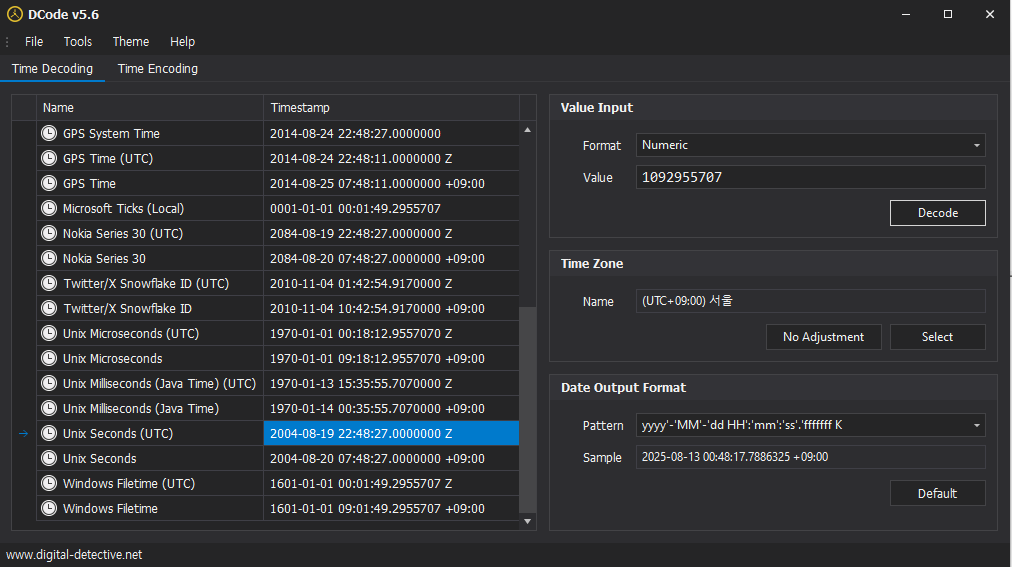 DCode v5.6
File Tools Theme Help
Time Decoding Time Encoding
Name Timestamp
GPS System Time 2014-08-24 22:48:27.0000000
GPS Time (UTC) 2014-08-24 22:48:11.0000000 Z
GPS Time 2014-08-25 07:48:11.0000000 +09:00
Microsoft Ticks (Local) 0001-01-01 00:01:49.2955707
Nokia Series 30 (UTC) 2084-08-19 22:48:27.0000000 Z
Nokia Series 30 2084-08-20 07:48:27.0000000 +09:00
Twitter/X Snowflake ID (UTC) 2010-11-04 01:42:54.9170000 Z
Twitter/X Snowflake ID 2010-11-04 10:42:54.9170000 +09:00
Unix Microseconds (UTC) 1970-01-01 00:18:12.9557070 Z
Unix Microseconds 1970-01-01 09:18:12.9557070 +09:00
Unix Milliseconds (Java Time) (UTC) 1970-01-13 15:35:55.7070000 Z
Unix Milliseconds (Java Time) 1970-01-14 00:35:55.7070000 +09:00
Unix Seconds (UTC) 2004-08-19 22:48:27.0000000 Z
Unix Seconds 2004-08-20 07:48:27.0000000 +09:00
Windows Filetime (UTC) 1601-01-01 00:01:49.2955707 Z
Windows Filetime 1601-01-01 09:01:49.2955707 +09:00
Value Input
Format Numeric
Value 1092955707
Decode
Time Zone
Name (UTC+09:00) 서울
No Adjustment Select
Date Output Format
Pattern yyyy'-'MM'-'dd HH':'mm':'ss'.'fffffff K
Sample 2025-08-13 00:48:17.7886325 +09:00
Default
www.digital-detective.net